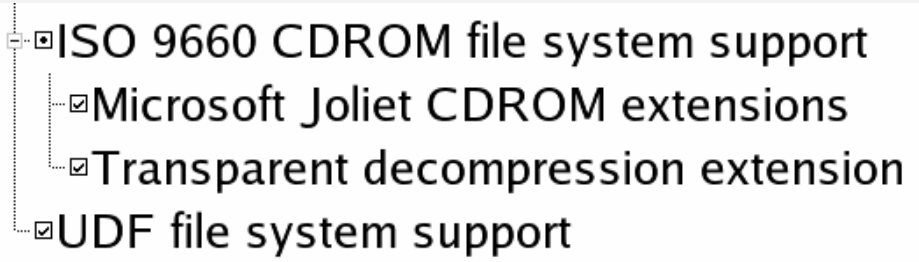 ISO 9660 CDROM file system support
Microsoft Joliet CDROM extensions
Transparent decompression extension
UDF file system support